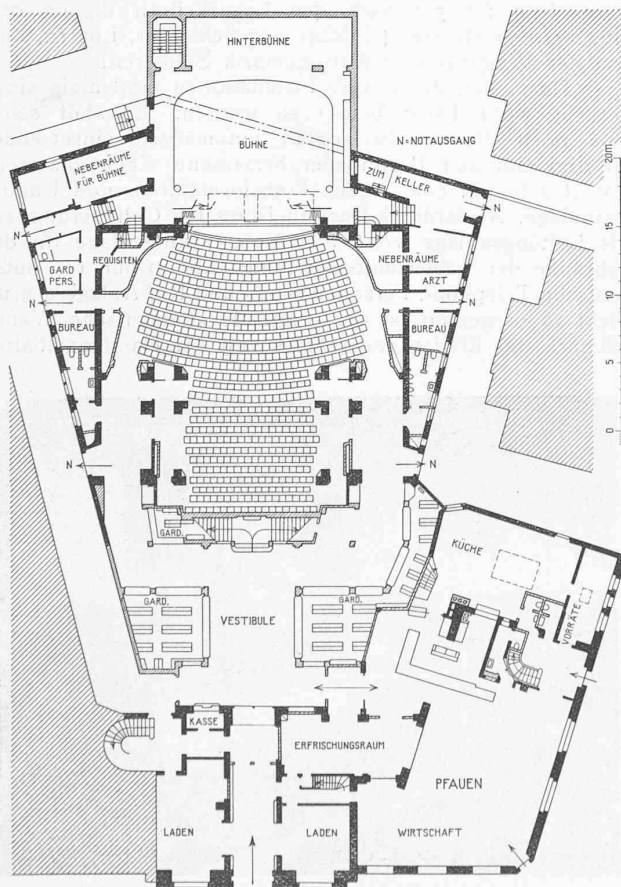 HINTERBÜHNE
BÜHNE
N=NOTAUSGANG
NEBENRÄUME
FÜR BÜHNE
ZUM KELLER
20m
15
10
5
0
REQUISITEN
NEBENRÄUME
GARD
PERS.
ARZT
BUREAU
BUREAU
N
N
N
N
N
N
N
N
GARD.
KÜCHE
VORRÄTE
GARD.
GARD.
VESTIBULE
KASSE
ERFRISCHUNGSRAUM
PFAUEN
LADEN
LADEN
WIRTSCHAFT